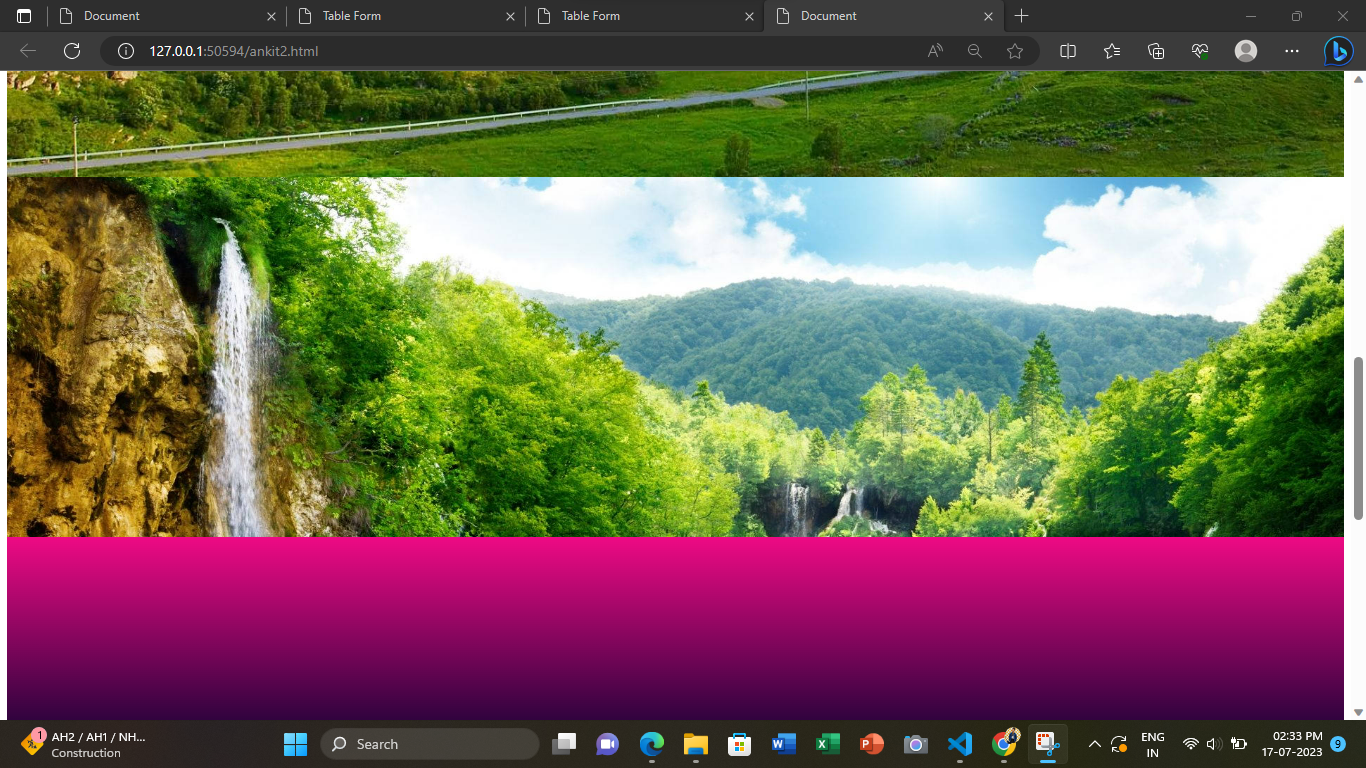 Document
Table Form
Table Form
Document
127.0.0.1:50594/ankit2.html
1
AH2 / AH1 / NH...
Construction
Search
ENG
IN
02:33 PM
17-07-2023
9